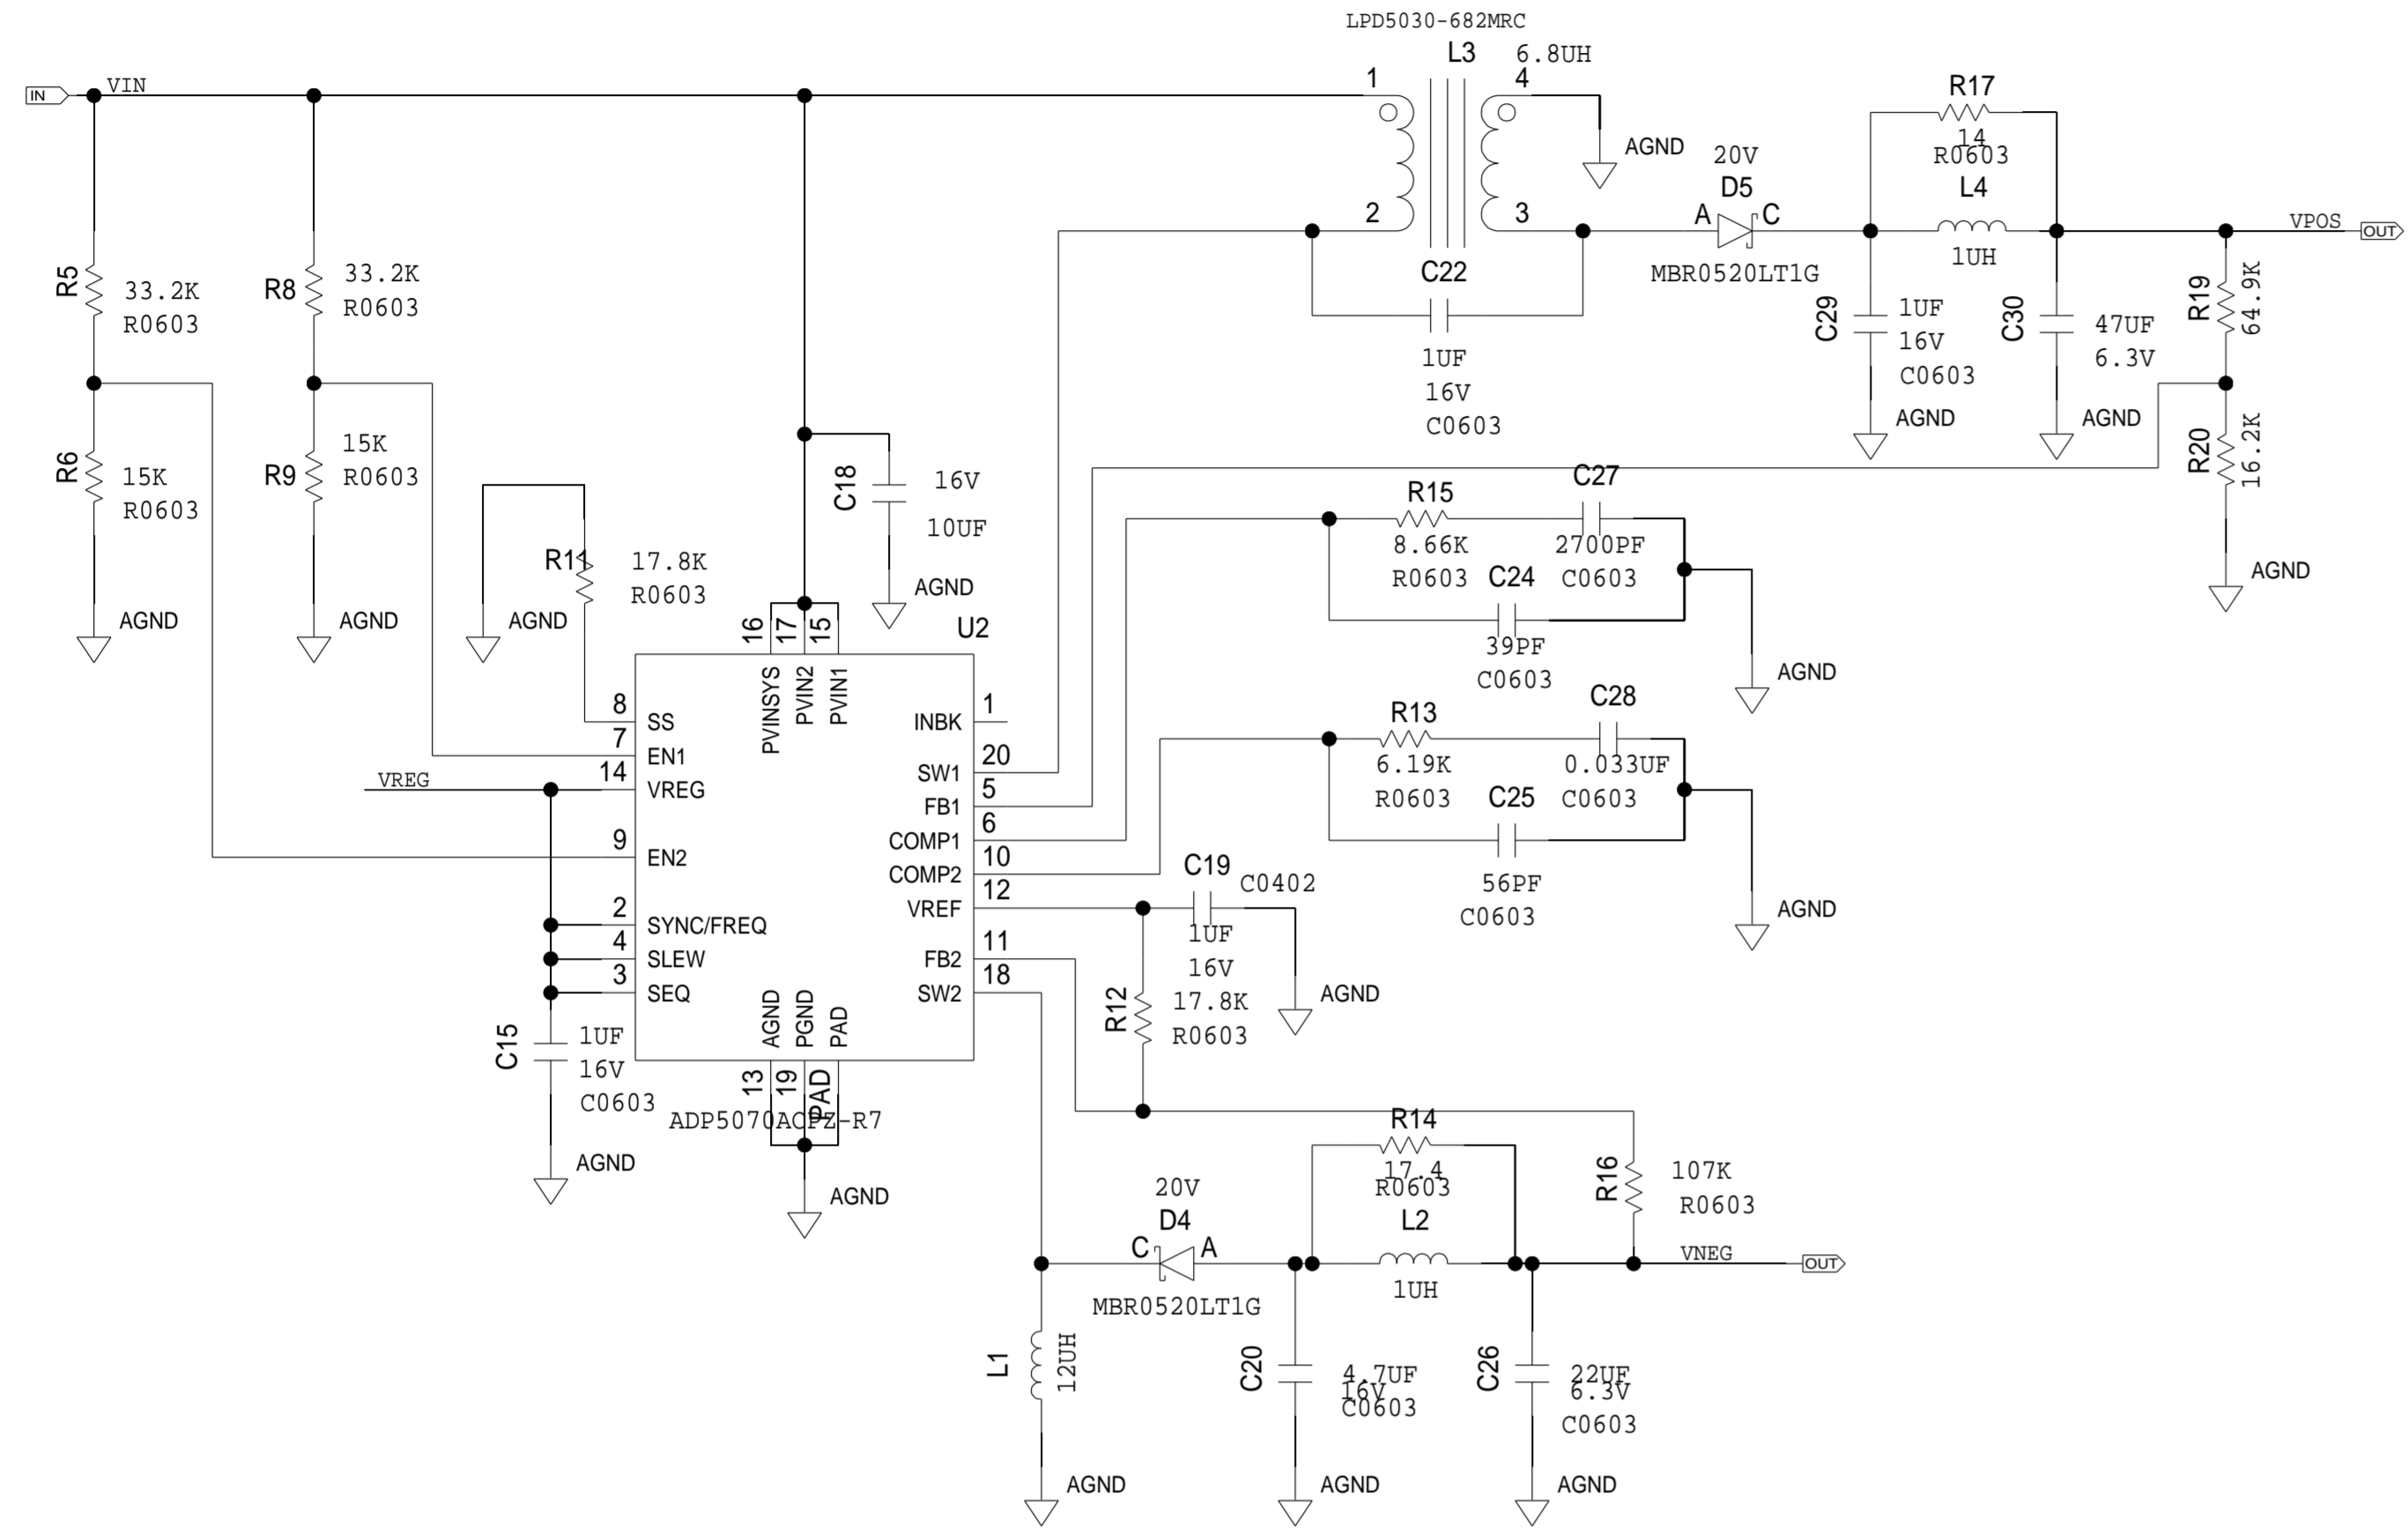 LPD5030-682MRC
L3
6.8UH
1
4
2
3
IN
VIN
AGND
R17
14
R0603
L4
1UH
20V
D5
A
C
MBR0520LT1G
VPOS
OUT
C22
1UF
16V
C0603
R5
33.2K
R0603
R8
33.2K
R0603
C29
1UF
16V
C0603
AGND
C30
47UF
6.3V
AGND
R19
64.9K
R20
16.2K
AGND
R6
15K
R0603
AGND
R9
15K
R0603
AGND
R11
17.8K
R0603
AGND
C18
16V
10UF
AGND
R15
8.66K
R0603
C27
2700PF
C0603
C24
39PF
C0603
AGND
R13
6.19K
R0603
C28
0.033UF
C0603
C25
56PF
C0603
AGND
U2
16
17
15
PVINSYS
PVIN2
PVIN1
8
SS
7
EN1
14
VREG
VREG
9
EN2
2
SYNC/FREQ
4
SLEW
3
SEQ
1
INBK
20
SW1
5
FB1
6
COMP1
10
COMP2
12
VREF
11
FB2
18
SW2
AGND
PGND
PAD
13
19
PAD
ADP5070ACPZ-R7
AGND
C15
1UF
16V
C0603
AGND
C19
C0402
1UF
16V
AGND
R12
17.8K
R0603
R14
17.4
R0603
L2
1UH
20V
D4
C
A
MBR0520LT1G
R16
107K
R0603
VNEG
OUT
L1
12UH
AGND
C20
4.7UF
16V
C0603
AGND
C26
22UF
6.3V
C0603
AGND